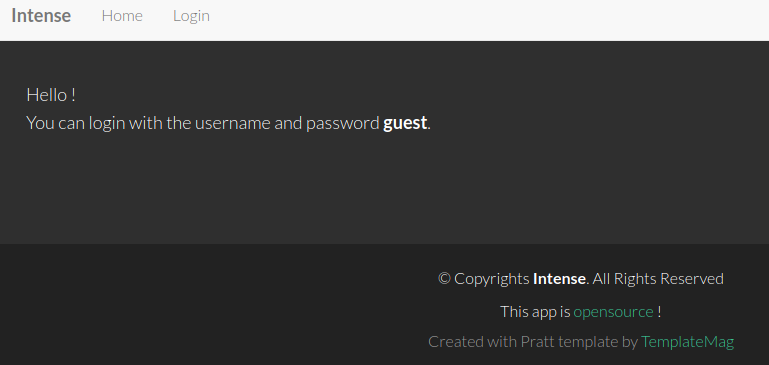 Intense Home Login
Hello !
You can login with the username and password guest.
© Copyrights Intense. All Rights Reserved
This app is opensource !
Created with Pratt template by TemplateMag